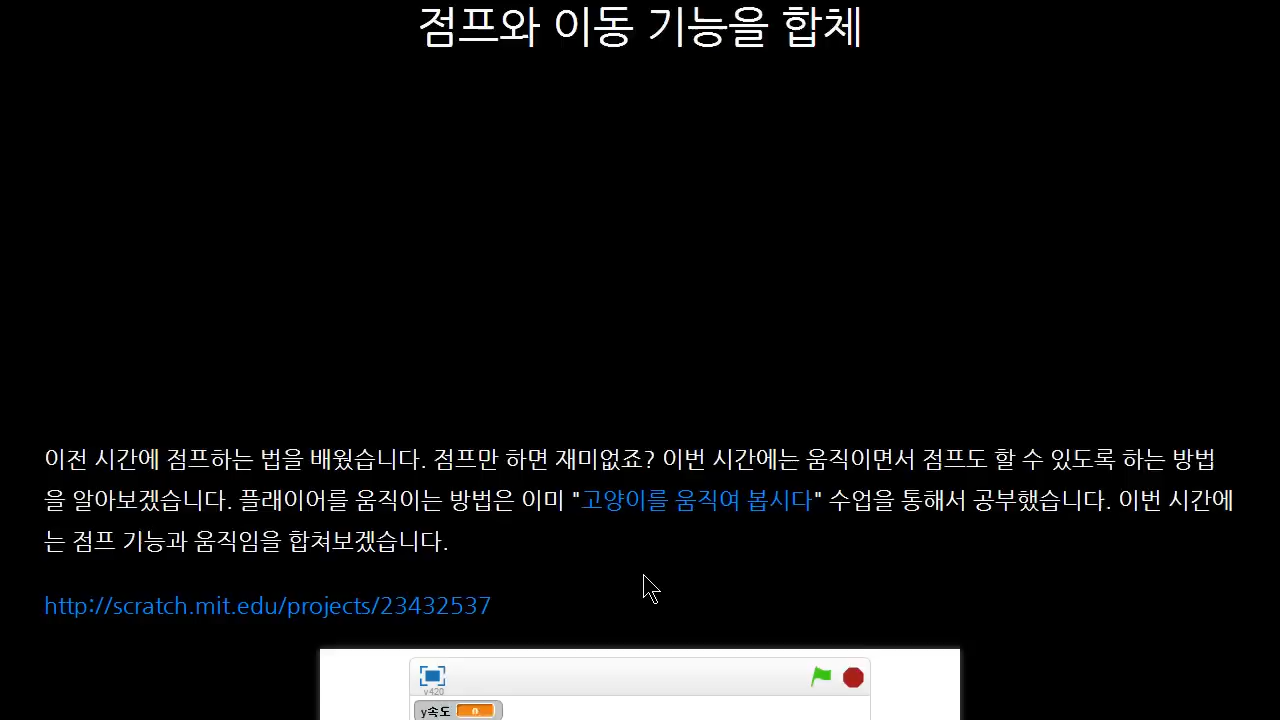 점프와 이동 기능을 합체
이전 시간에 점프하는 법을 배웠습니다. 점프만 하면 재미없죠? 이번 시간에는 움직이면서 점프도 할 수 있도록 하는 방법
을 알아보겠습니다. 플래이어를 움직이는 방법은 이미 "고양이를 움직여 봅시다" 수업을 통해서 공부했습니다. 이번 시간에
는 점프 기능과 움직임을 합쳐보겠습니다.
http://scratch.mit.edu/projects/23432537
v420
y속도 0